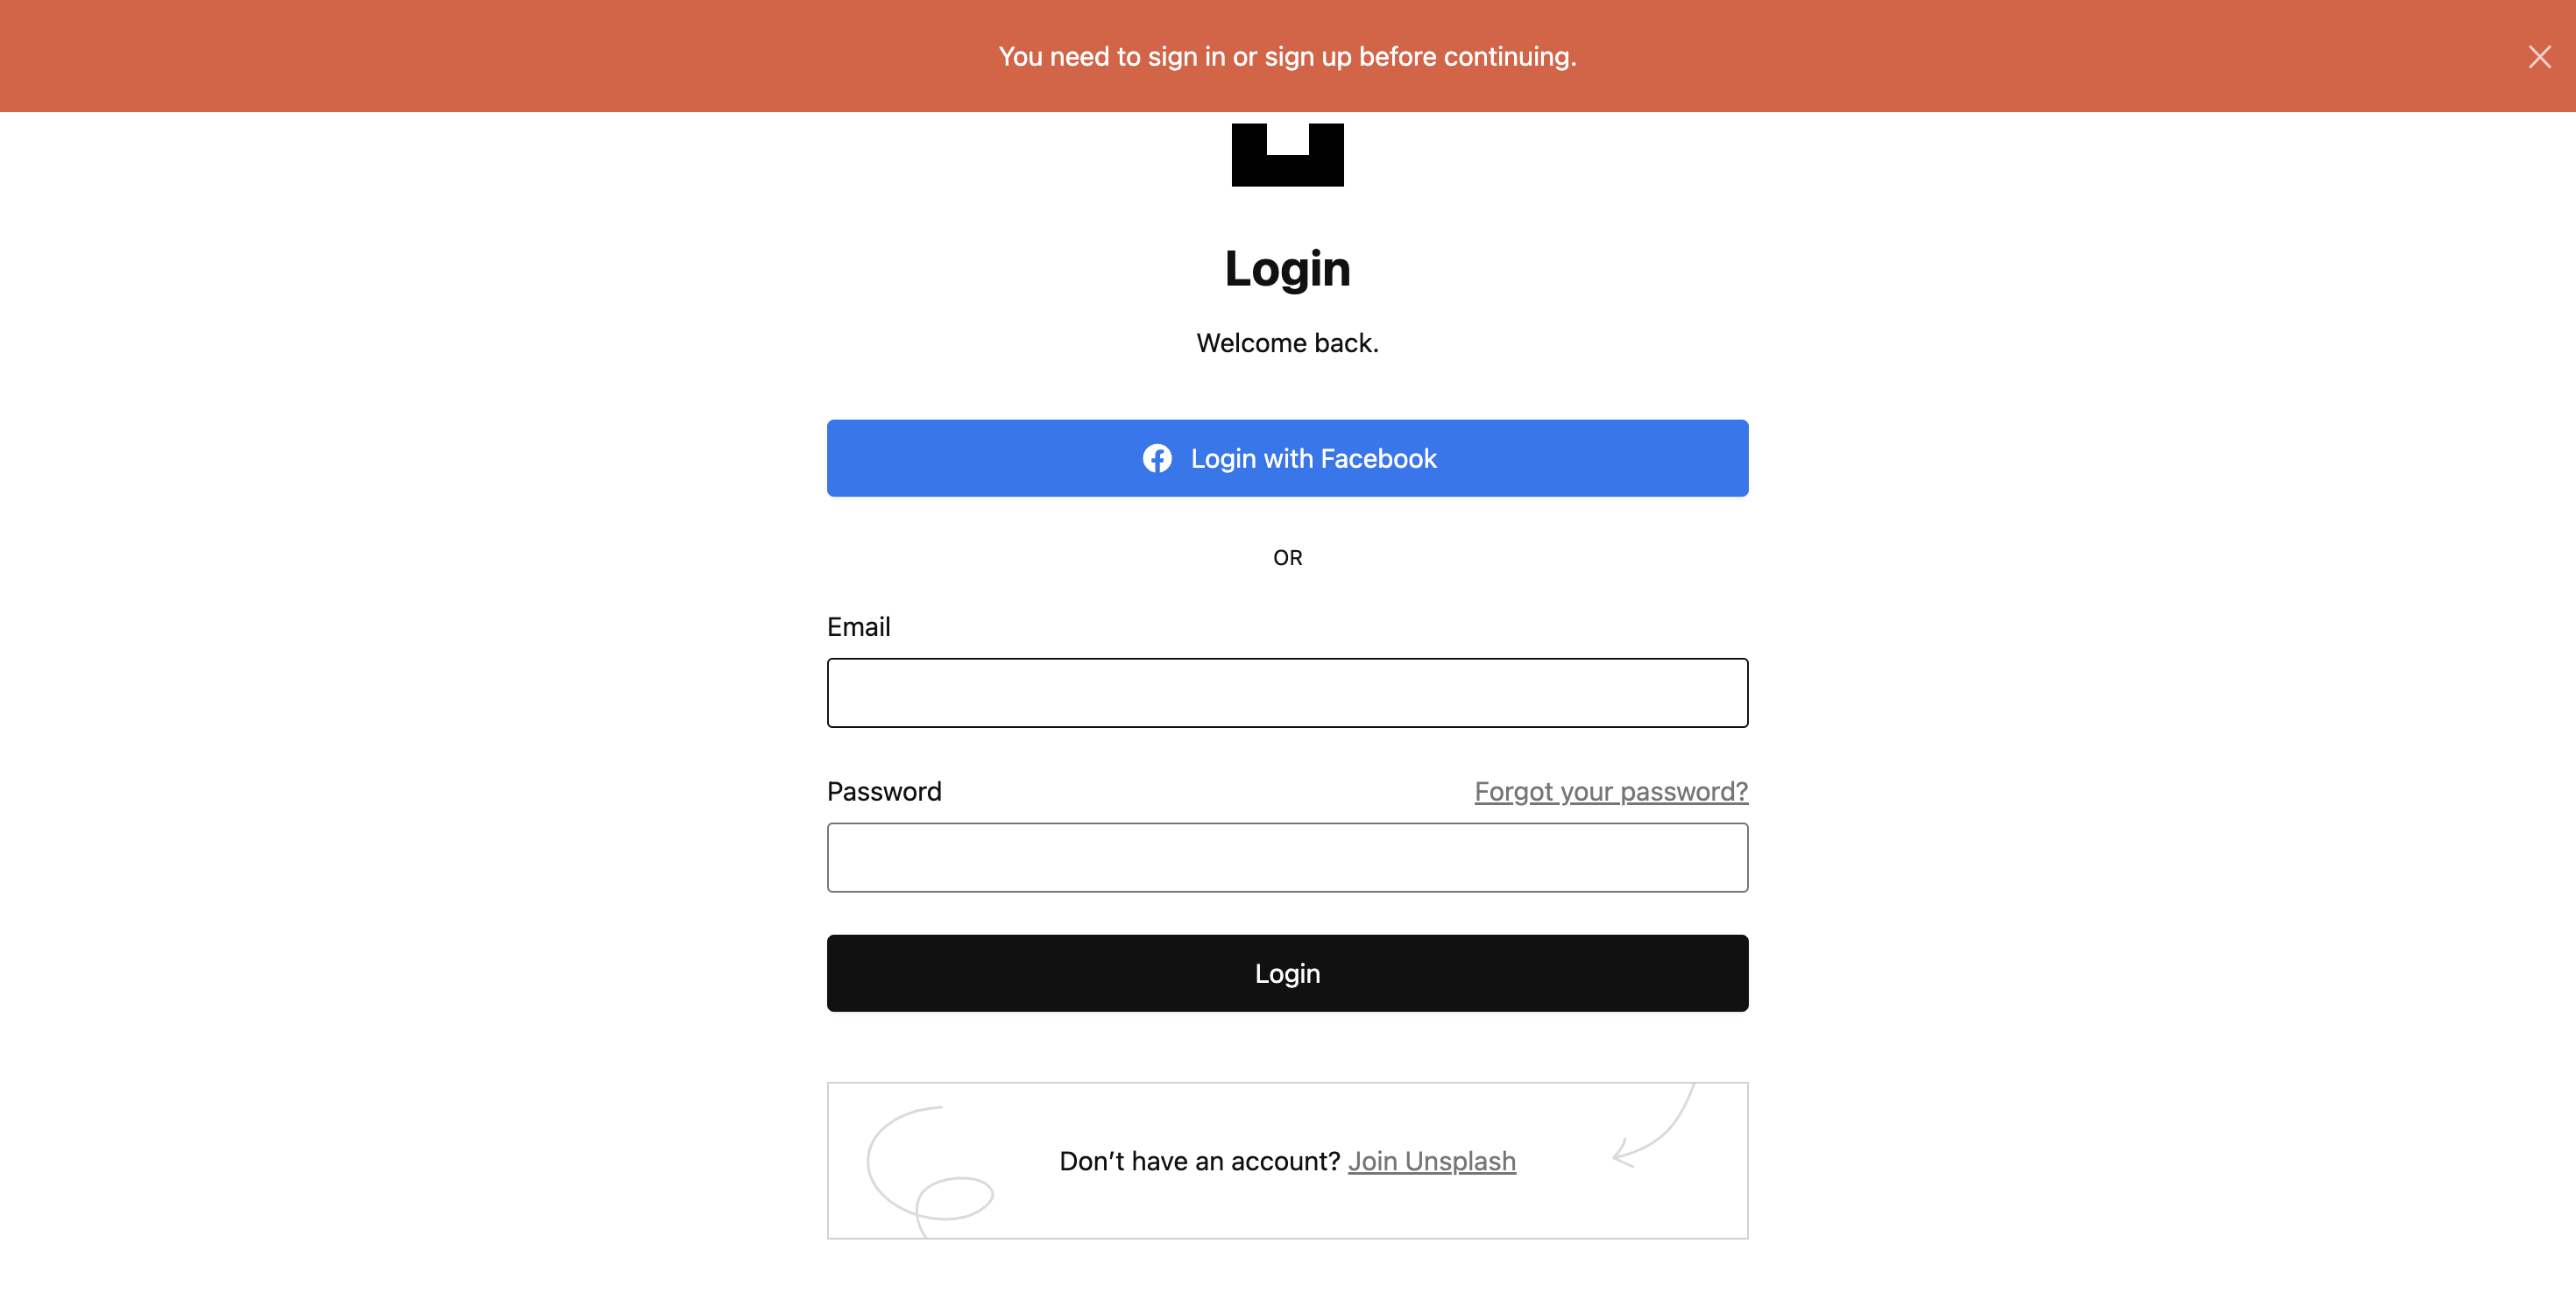 You need to sign in or sign up before continuing.
Login
Welcome back.
Login with Facebook
OR
Email
Password
Forgot your password?
Login
Don’t have an account? Join Unsplash